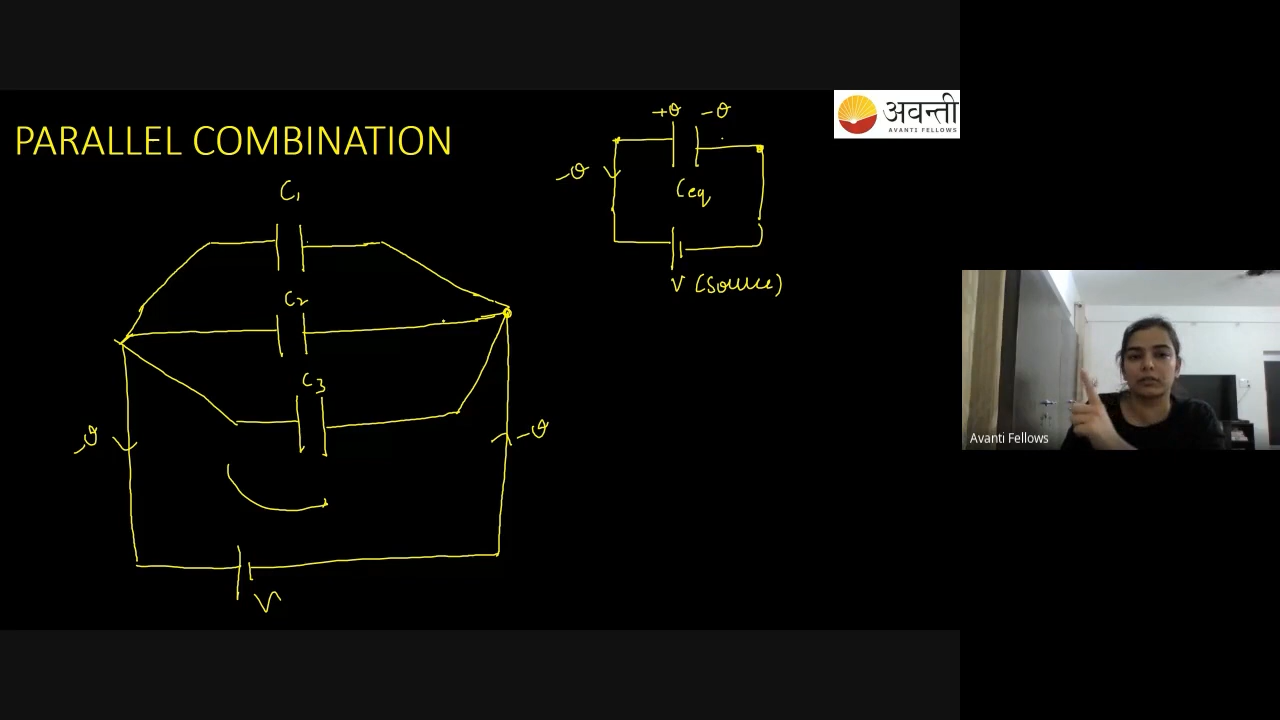 PARALLEL COMBINATION
C₁
C₂
C₃
-Q
-Q
V
+Q -Q
-Q
Ceq
V (Source)
अवन्ती
AVANTI FELLOWS
Avanti Fellows